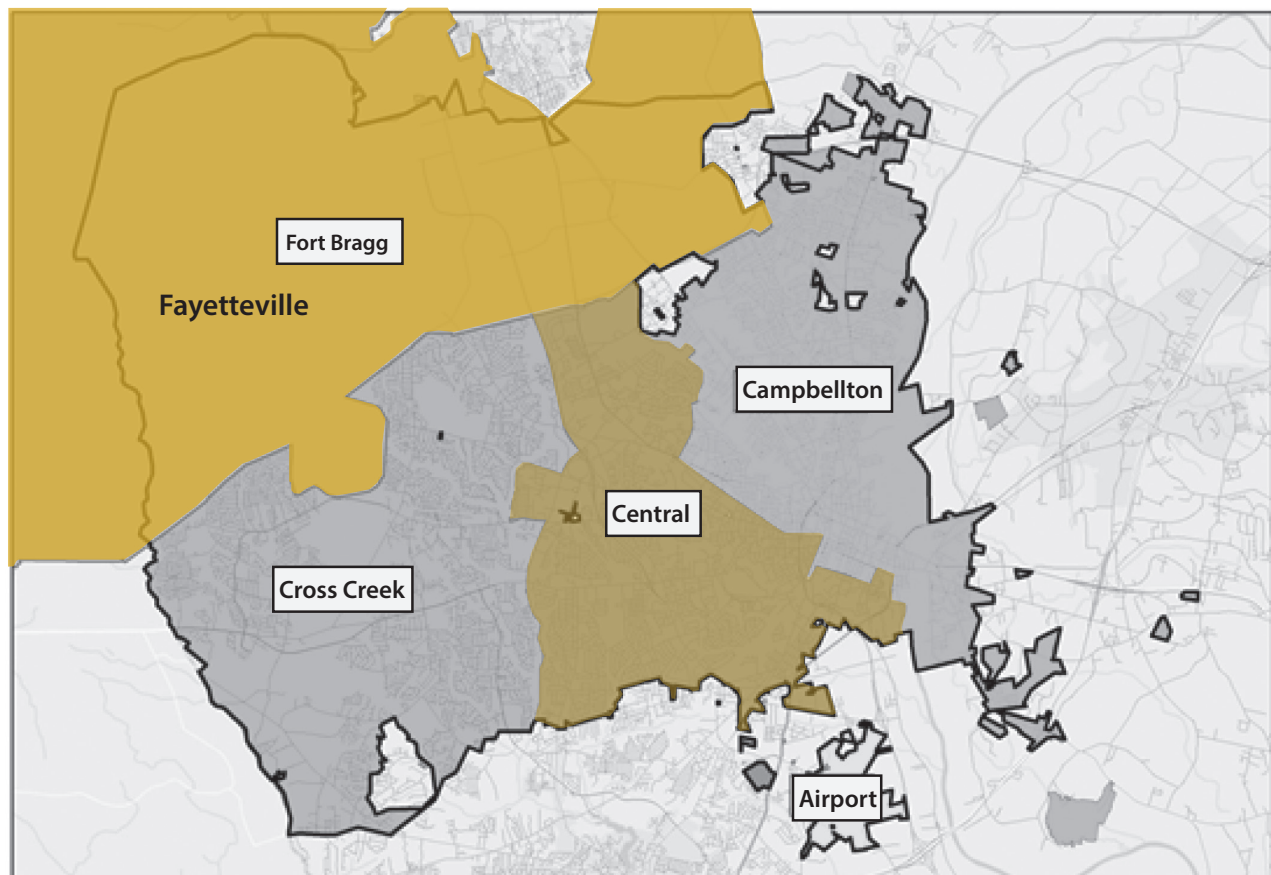 Fort Bragg
Fayetteville
Campbellton
Central
Cross Creek
Airport